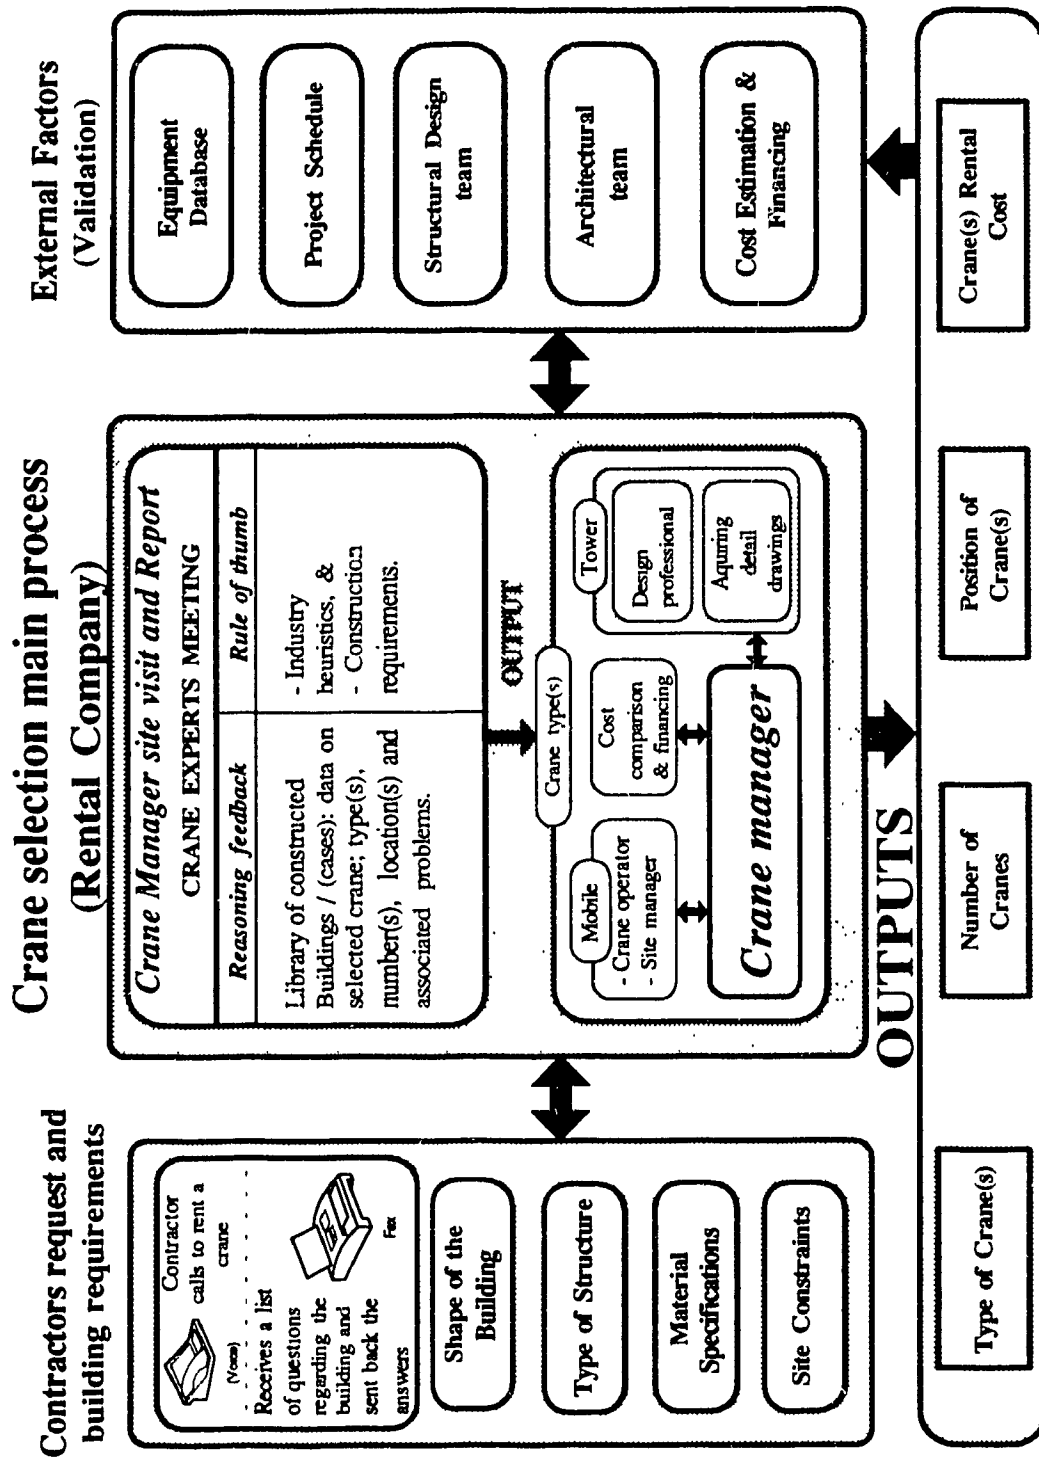 Contractors request and
building requirements
Contractor
calls to rent a
crane
(Voice)
Receives a list
of questions
regarding the
building and
sent back the
answers
Fax
Shape of the
Building
Type of Structure
Material
Specifications
Site Constraints
Crane selection main process
(Rental Company)
Crane Manager site visit and Report
CRANE EXPERTS MEETING
Reasoning feedback
Rule of thumb
Library of constructed
Buildings / (cases): data on
selected crane; type(s),
number(s), location(s) and
associated problems.
- Industry
heuristics, &
- Construction
requirements.
OUTPUT
Crane type(s)
Mobile
- Crane operator
- Site manager
Cost
comparison
& financing
Tower
Design
professional
Aquiring
detail
drawings
Crane manager
External Factors
(Validation)
Equipment
Database
Project Schedule
Structural Design
team
Architectural
team
Cost Estimation &
Financing
OUTPUTS
Type of Crane(s)
Number of
Cranes
Position of
Crane(s)
Crane(s) Rental
Cost